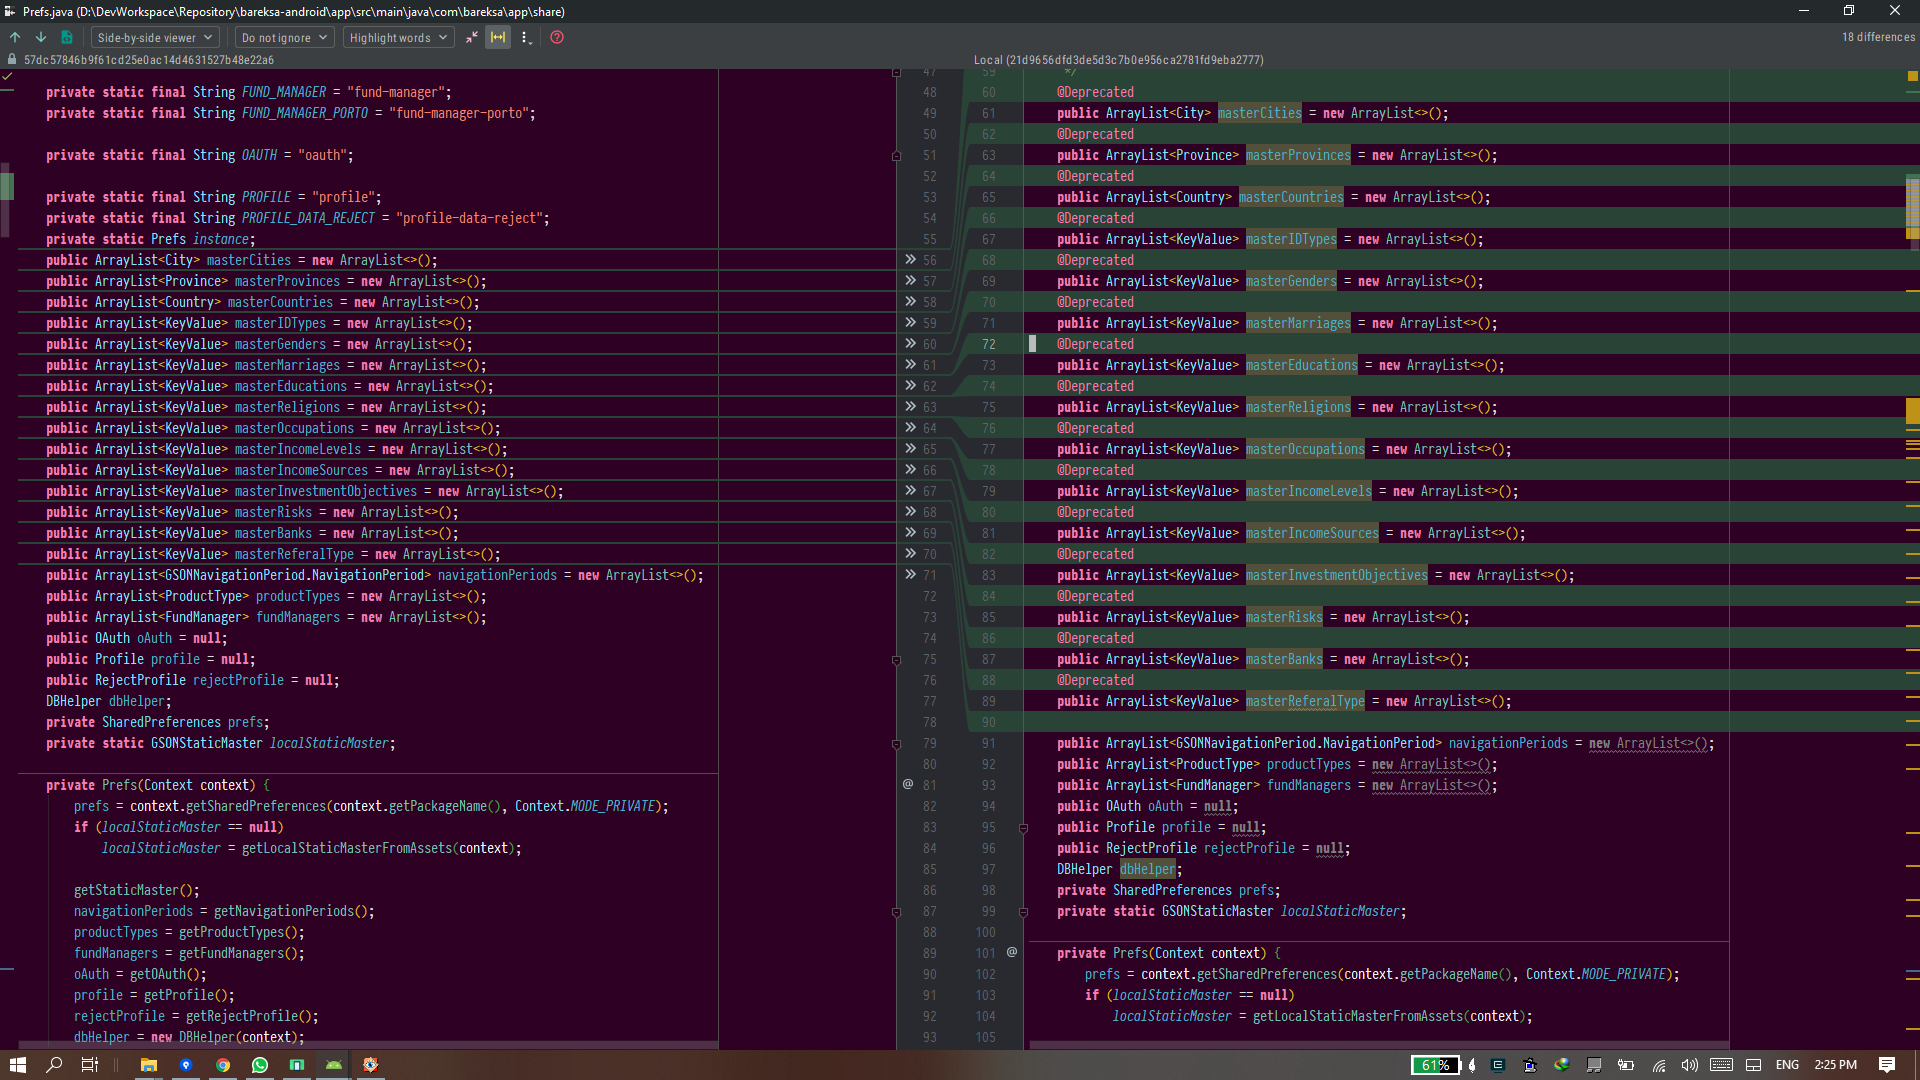 Prefs.java (D:\DevWorkspace\Repository\bareksa-android\app\src\main\java\com\bareksa\app\share)
Side-by-side viewer
Do not ignore
Highlight words
18 differences
57dc57846b9f61cd25e0ac14d4631527b48e22a6
Local (21d9656dfd3de5d3c7b0e956ca2781fd9eba2777)
private static final String FUND_MANAGER = "fund-manager";
private static final String FUND_MANAGER_PORTO = "fund-manager-porto";
private static final String OAUTH = "oauth";
private static final String PROFILE = "profile";
private static final String PROFILE_DATA_REJECT = "profile-data-reject";
private static Prefs instance;
public ArrayList<City> masterCities = new ArrayList<>();
public ArrayList<Province> masterProvinces = new ArrayList<>();
public ArrayList<Country> masterCountries = new ArrayList<>();
public ArrayList<KeyValue> masterIDTypes = new ArrayList<>();
public ArrayList<KeyValue> masterGenders = new ArrayList<>();
public ArrayList<KeyValue> masterMarriages = new ArrayList<>();
public ArrayList<KeyValue> masterEducations = new ArrayList<>();
public ArrayList<KeyValue> masterReligions = new ArrayList<>();
public ArrayList<KeyValue> masterOccupations = new ArrayList<>();
public ArrayList<KeyValue> masterIncomeLevels = new ArrayList<>();
public ArrayList<KeyValue> masterIncomeSources = new ArrayList<>();
public ArrayList<KeyValue> masterInvestmentObjectives = new ArrayList<>();
public ArrayList<KeyValue> masterRisks = new ArrayList<>();
public ArrayList<KeyValue> masterBanks = new ArrayList<>();
public ArrayList<KeyValue> masterReferalType = new ArrayList<>();
public ArrayList<GSONNavigationPeriod.NavigationPeriod> navigationPeriods = new ArrayList<>();
public ArrayList<ProductType> productTypes = new ArrayList<>();
public ArrayList<FundManager> fundManagers = new ArrayList<>();
public OAuth oAuth = null;
public Profile profile = null;
public RejectProfile rejectProfile = null;
DBHelper dbHelper;
private SharedPreferences prefs;
private static GSONStaticMaster localStaticMaster;
private Prefs(Context context) {
prefs = context.getSharedPreferences(context.getPackageName(), Context.MODE_PRIVATE);
if (localStaticMaster == null)
localStaticMaster = getLocalStaticMasterFromAssets(context);
getStaticMaster();
navigationPeriods = getNavigationPeriods();
productTypes = getProductTypes();
fundManagers = getFundManagers();
oAuth = getOAuth();
profile = getProfile();
rejectProfile = getRejectProfile();
dbHelper = new DBHelper(context);
47 59 */
48 60 @Deprecated
49 61 public ArrayList<City> masterCities = new ArrayList<>();
50 62 @Deprecated
51 63 public ArrayList<Province> masterProvinces = new ArrayList<>();
52 64 @Deprecated
53 65 public ArrayList<Country> masterCountries = new ArrayList<>();
54 66 @Deprecated
55 67 public ArrayList<KeyValue> masterIDTypes = new ArrayList<>();
56 68 @Deprecated
57 69 public ArrayList<KeyValue> masterGenders = new ArrayList<>();
58 70 @Deprecated
59 71 public ArrayList<KeyValue> masterMarriages = new ArrayList<>();
60 72 @Deprecated
61 73 public ArrayList<KeyValue> masterEducations = new ArrayList<>();
62 74 @Deprecated
63 75 public ArrayList<KeyValue> masterReligions = new ArrayList<>();
64 76 @Deprecated
65 77 public ArrayList<KeyValue> masterOccupations = new ArrayList<>();
66 78 @Deprecated
67 79 public ArrayList<KeyValue> masterIncomeLevels = new ArrayList<>();
68 80 @Deprecated
69 81 public ArrayList<KeyValue> masterIncomeSources = new ArrayList<>();
70 82 @Deprecated
71 83 public ArrayList<KeyValue> masterInvestmentObjectives = new ArrayList<>();
72 84 @Deprecated
73 85 public ArrayList<KeyValue> masterRisks = new ArrayList<>();
74 86 @Deprecated
75 87 public ArrayList<KeyValue> masterBanks = new ArrayList<>();
76 88 @Deprecated
77 89 public ArrayList<KeyValue> masterReferalType = new ArrayList<>();
78 90
79 91 public ArrayList<GSONNavigationPeriod.NavigationPeriod> navigationPeriods = new ArrayList<>();
80 92 public ArrayList<ProductType> productTypes = new ArrayList<>();
81 93 public ArrayList<FundManager> fundManagers = new ArrayList<>();
82 94 public OAuth oAuth = null;
83 95 public Profile profile = null;
84 96 public RejectProfile rejectProfile = null;
85 97 DBHelper dbHelper;
86 98 private SharedPreferences prefs;
87 99 private static GSONStaticMaster localStaticMaster;
88 100
89 101 @ private Prefs(Context context) {
90 102 prefs = context.getSharedPreferences(context.getPackageName(), Context.MODE_PRIVATE);
91 103 if (localStaticMaster == null)
92 104 localStaticMaster = getLocalStaticMasterFromAssets(context);
93 105
61%
ENG
2:25 PM